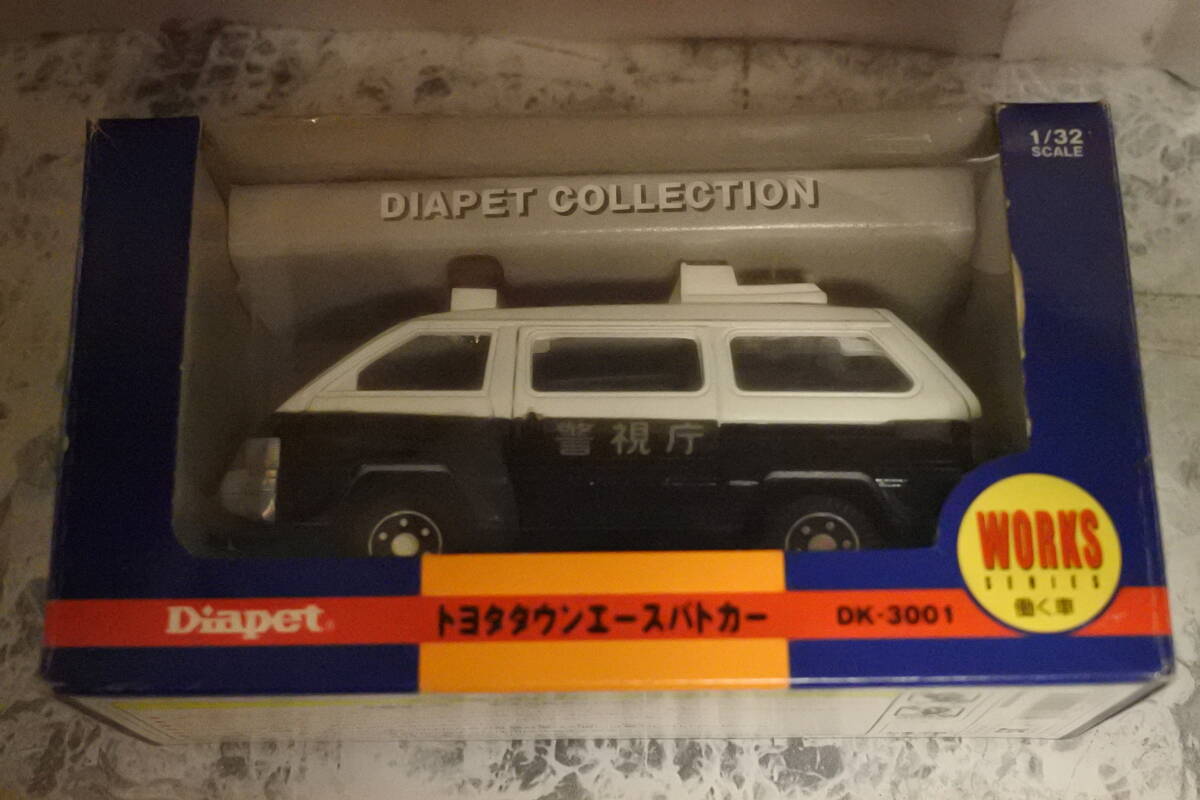 1/32
SCALE
DIAPET COLLECTION
警視庁
WORKS
SERIES
働く車
Diapet
トヨタタウンエースパトカー
DK-3001